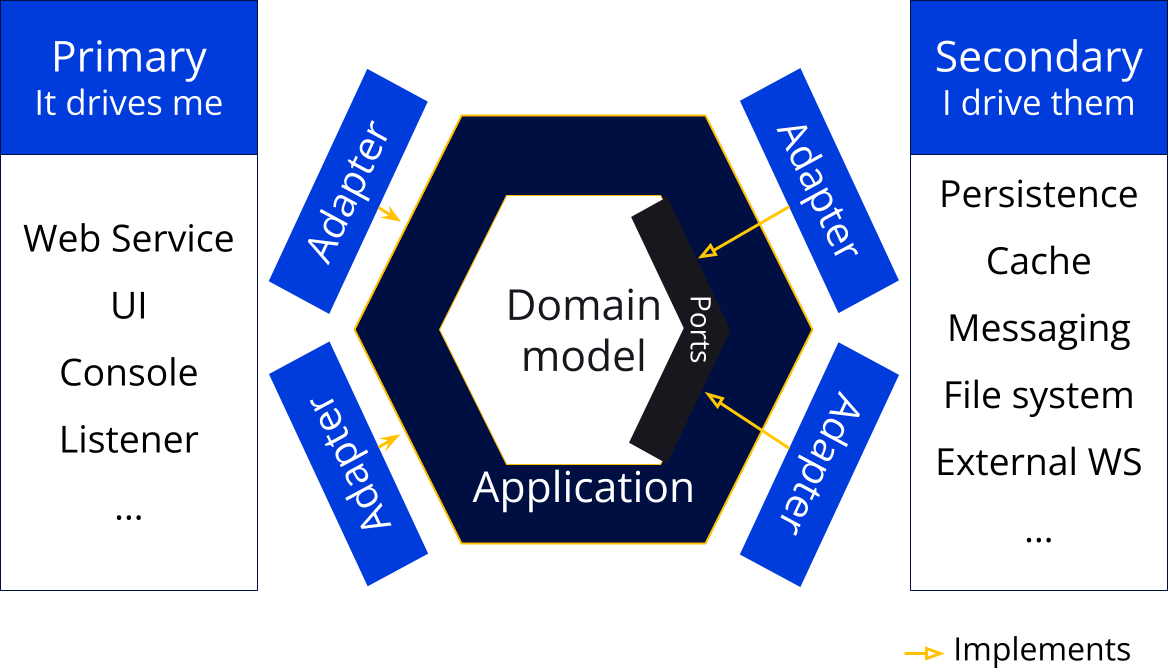 Primary
It drives me
Web Service
UI
Console
Listener
...
Adapter
Adapter
Domain
model
Ports
Application
Adapter
Adapter
Secondary
I drive them
Persistence
Cache
Messaging
File system
External WS
...
Implements